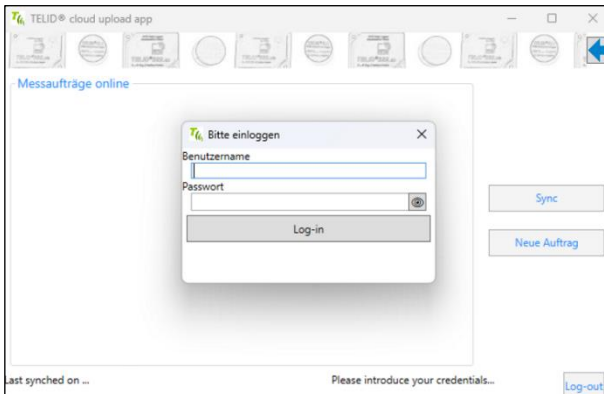 TELID® cloud upload app
Messaufträge online
Bitte einloggen
Benutzername
Passwort
Log-in
Sync
Neue Auftrag
Last synched on ...
Please introduce your credentials...
Log-out